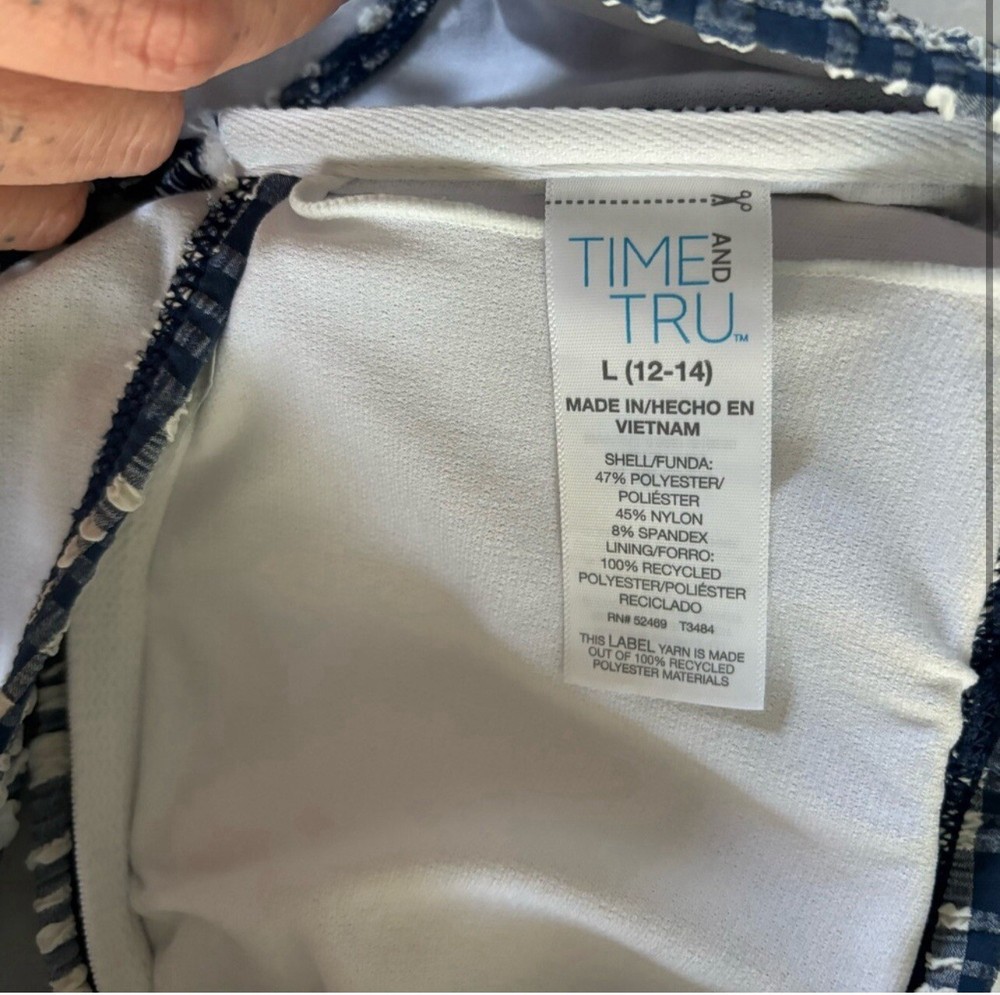 TIME AND
TRU™
L (12-14)
MADE IN/HECHO EN
VIETNAM
SHELL/FUNDA:
47% POLYESTER/
POLIÉSTER
45% NYLON
8% SPANDEX
LINING/FORRO:
100% RECYCLED
POLYESTER/POLIÉSTER
RECICLADO
RN# 52469 T3484
THIS LABEL YARN IS MADE
OUT OF 100% RECYCLED
POLYESTER MATERIALS